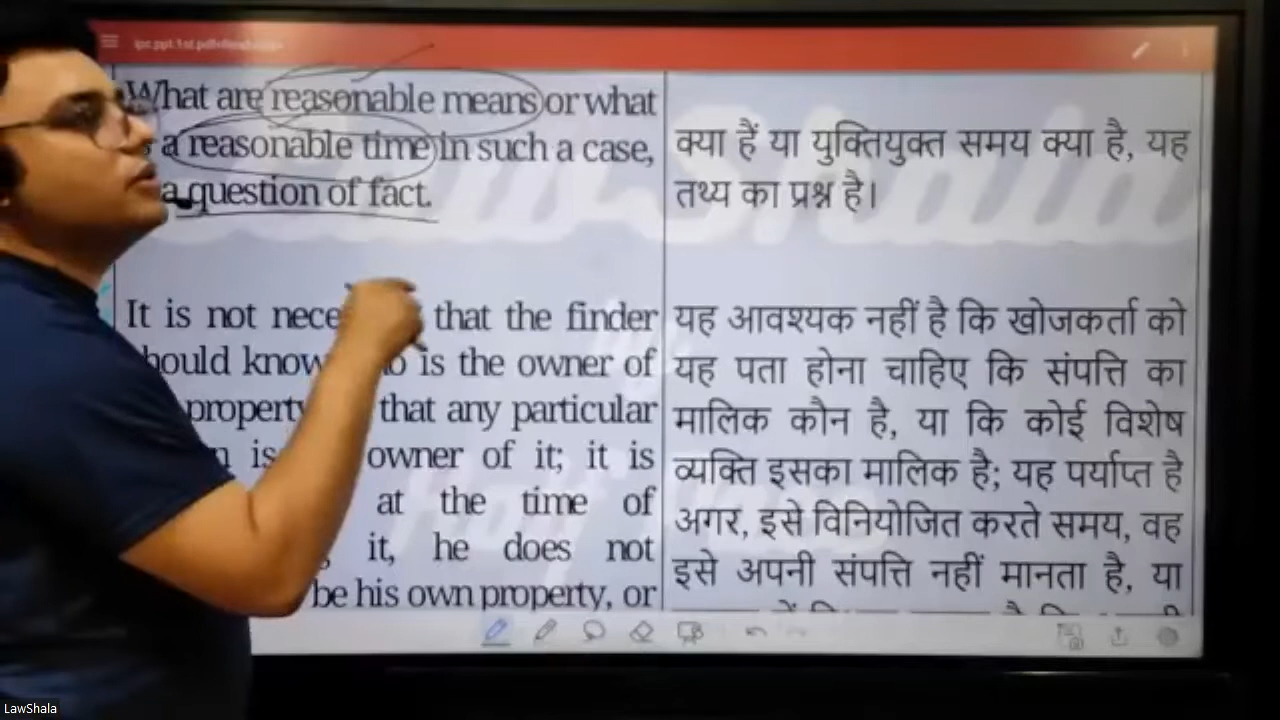 What are reasonable means or what
a reasonable time in such a case,
a question of fact.
It is not that the finder
should know is the owner of
property that any particular
is owner of it; it is
at the time of
it, he does not
be his own property, or
क्या हैं या युक्तियुक्त समय क्या है, यह
तथ्य का प्रश्न है।
यह आवश्यक नहीं है कि खोजकर्ता को
यह पता होना चाहिए कि संपत्ति का
मालिक कौन है, या कि कोई विशेष
व्यक्ति इसका मालिक है; यह पर्याप्त है
अगर, इसे विनियोजित करते समय, वह
इसे अपनी संपत्ति नहीं मानता है, या
LawShala